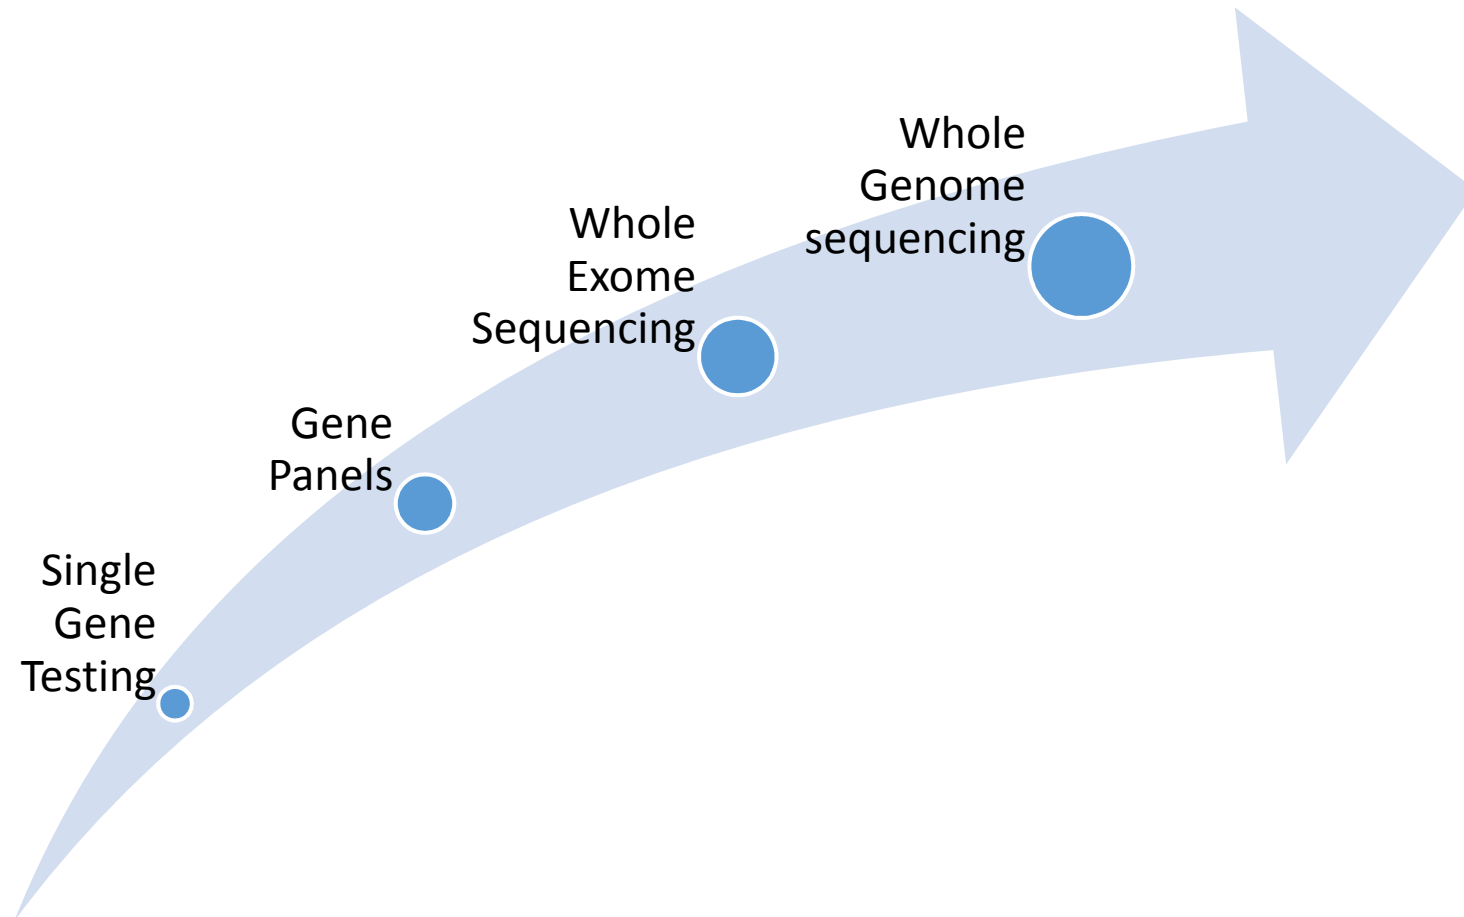 Single
Gene
Testing
Gene
Panels
Whole
Exome
Sequencing
Whole
Genome
sequencing